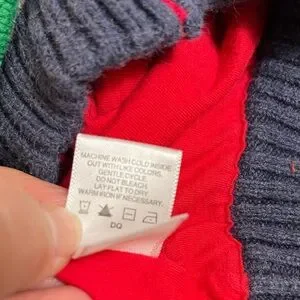 MACHINE WASH COLD INSIDE
OUT WITH LIKE COLORS.
GENTLE CYCLE.
DO NOT BLEACH.
LAY FLAT TO DRY.
WARM IRON IF NECESSARY.
DQ